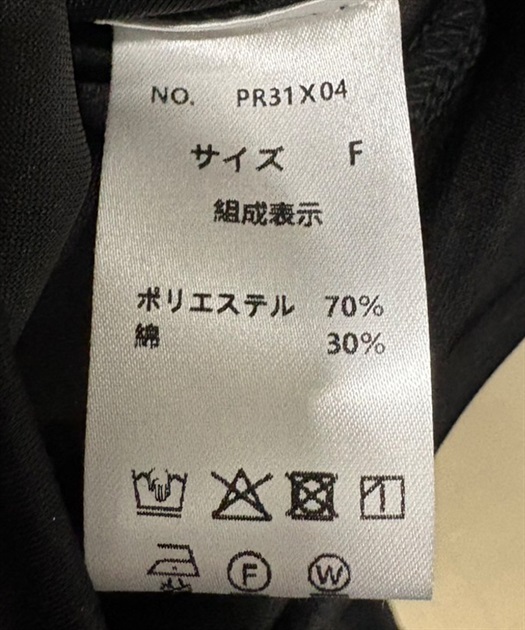 NO. PR31X04
サイズ F
組成表示
ポリエステル 70%
綿 30%
F W